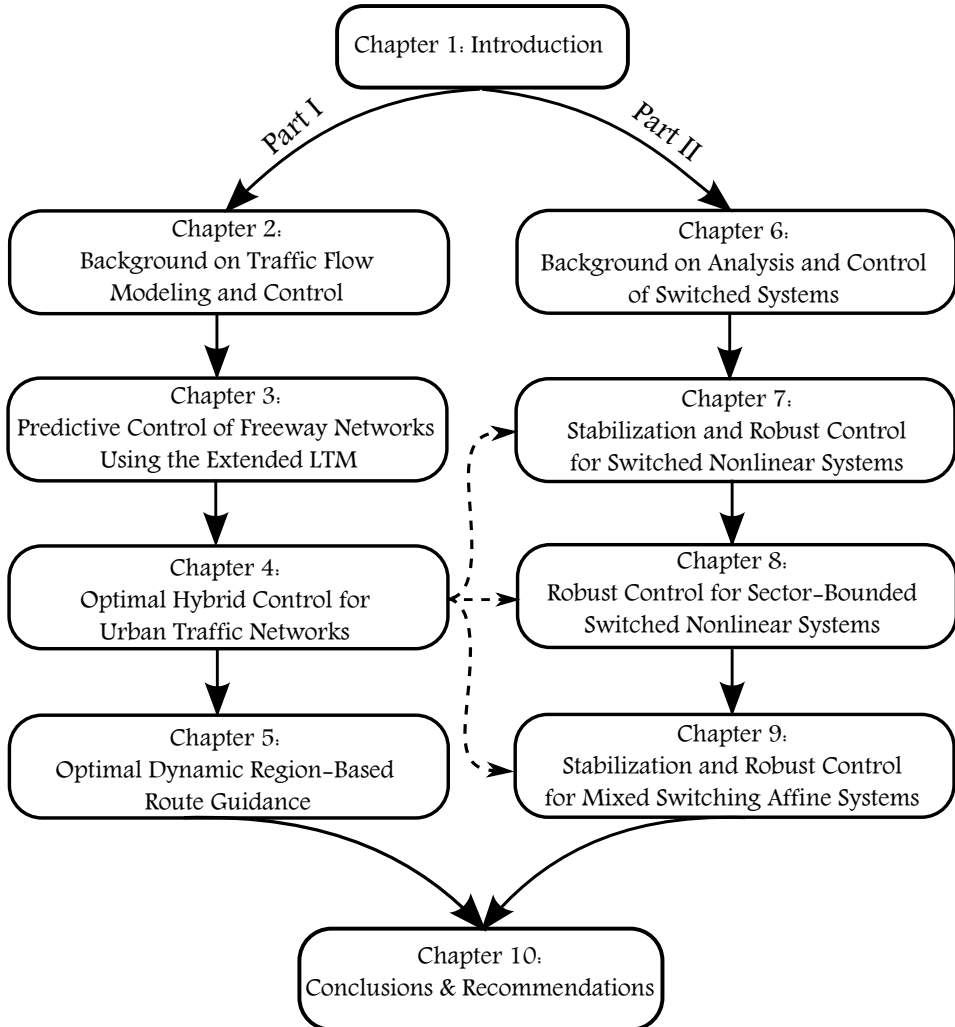 Chapter 1: Introduction
Part I
Part II
Chapter 2:
Background on Traffic Flow
Modeling and Control
Chapter 3:
Predictive Control of Freeway Networks
Using the Extended LTM
Chapter 4:
Optimal Hybrid Control for
Urban Traffic Networks
Chapter 5:
Optimal Dynamic Region-Based
Route Guidance
Chapter 6:
Background on Analysis and Control
of Switched Systems
Chapter 7:
Stabilization and Robust Control
for Switched Nonlinear Systems
Chapter 8:
Robust Control for Sector-Bounded
Switched Nonlinear Systems
Chapter 9:
Stabilization and Robust Control
for Mixed Switching Affine Systems
Chapter 10:
Conclusions & Recommendations